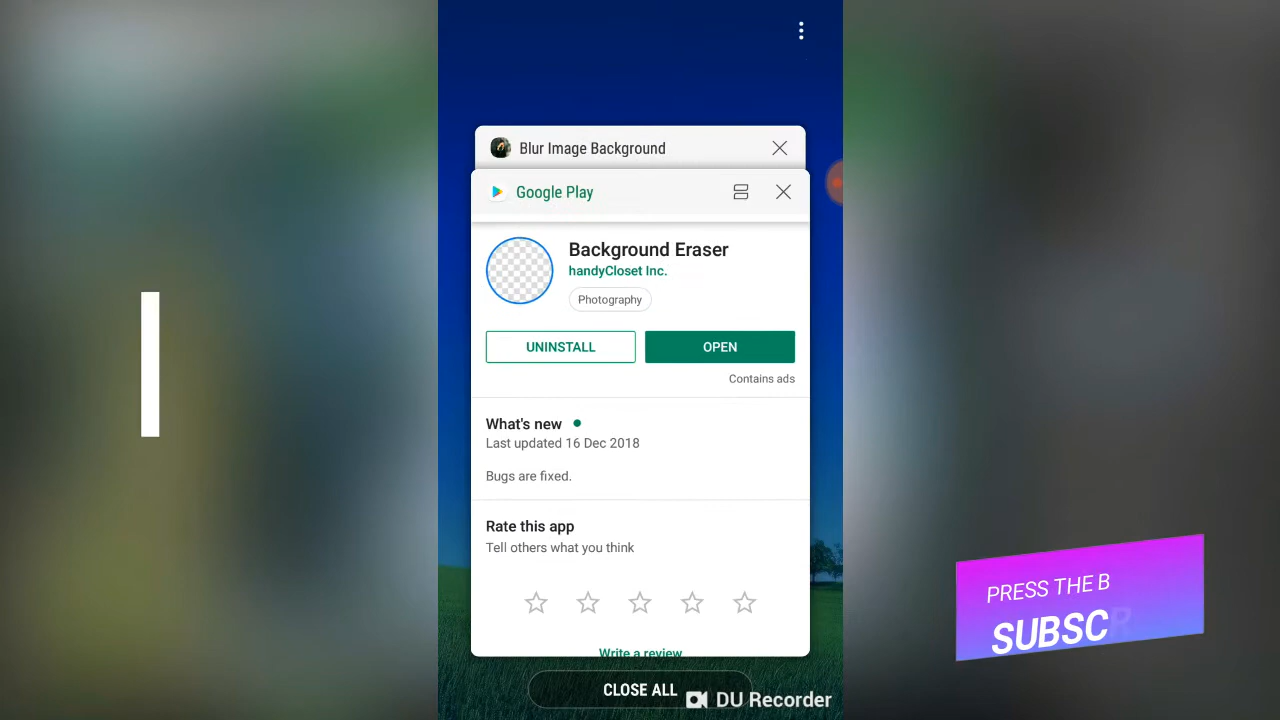 Blur Image Background
Google Play
Background Eraser
handyCloset Inc.
Photography
UNINSTALL
OPEN
Contains ads
What's new
Last updated 16 Dec 2018
Bugs are fixed.
Rate this app
Tell others what you think
Write a review
CLOSE ALL
DU Recorder
PRESS THE B
SUBSCR